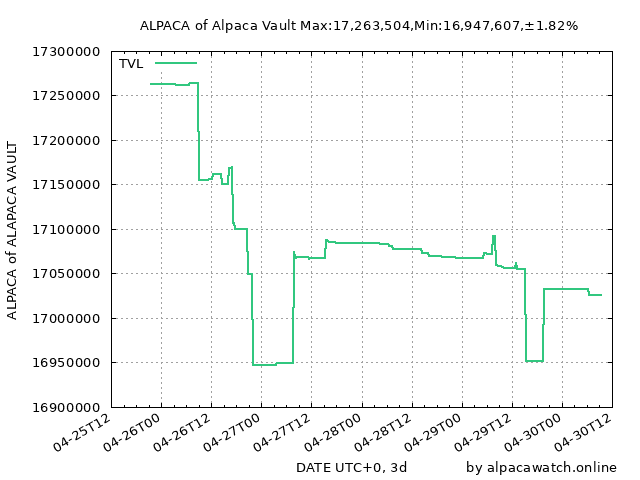 ALPACA of Alpaca Vault Max:17,263,504,Min:16,947,607,±1.82%
TVL
17300000
17250000
17200000
17150000
17100000
17050000
17000000
16950000
16900000
ALPACA of ALAPACA VAULT
04-25T12
04-26T00
04-26T12
04-27T00
04-27T12
04-28T00
04-28T12
04-29T00
04-29T12
04-30T00
04-30T12
DATE UTC+0, 3d
by alpacawatch.online